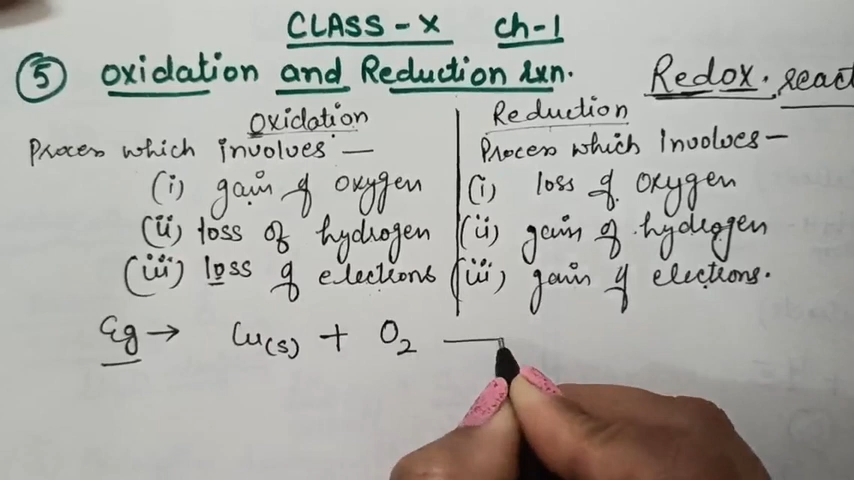 CLASS - X ch-1
⑤ oxidation and Reduction rxn.
Redox. react
Oxidation
Process which involves —
(i) gain of oxygen
(ii) loss of hydrogen
(iii) loss of electrons
Reduction
Process which involves —
(i) loss of oxygen
(ii) gain of hydrogen
(iii) gain of electrons.
Eg → Cu(s) + O2 —